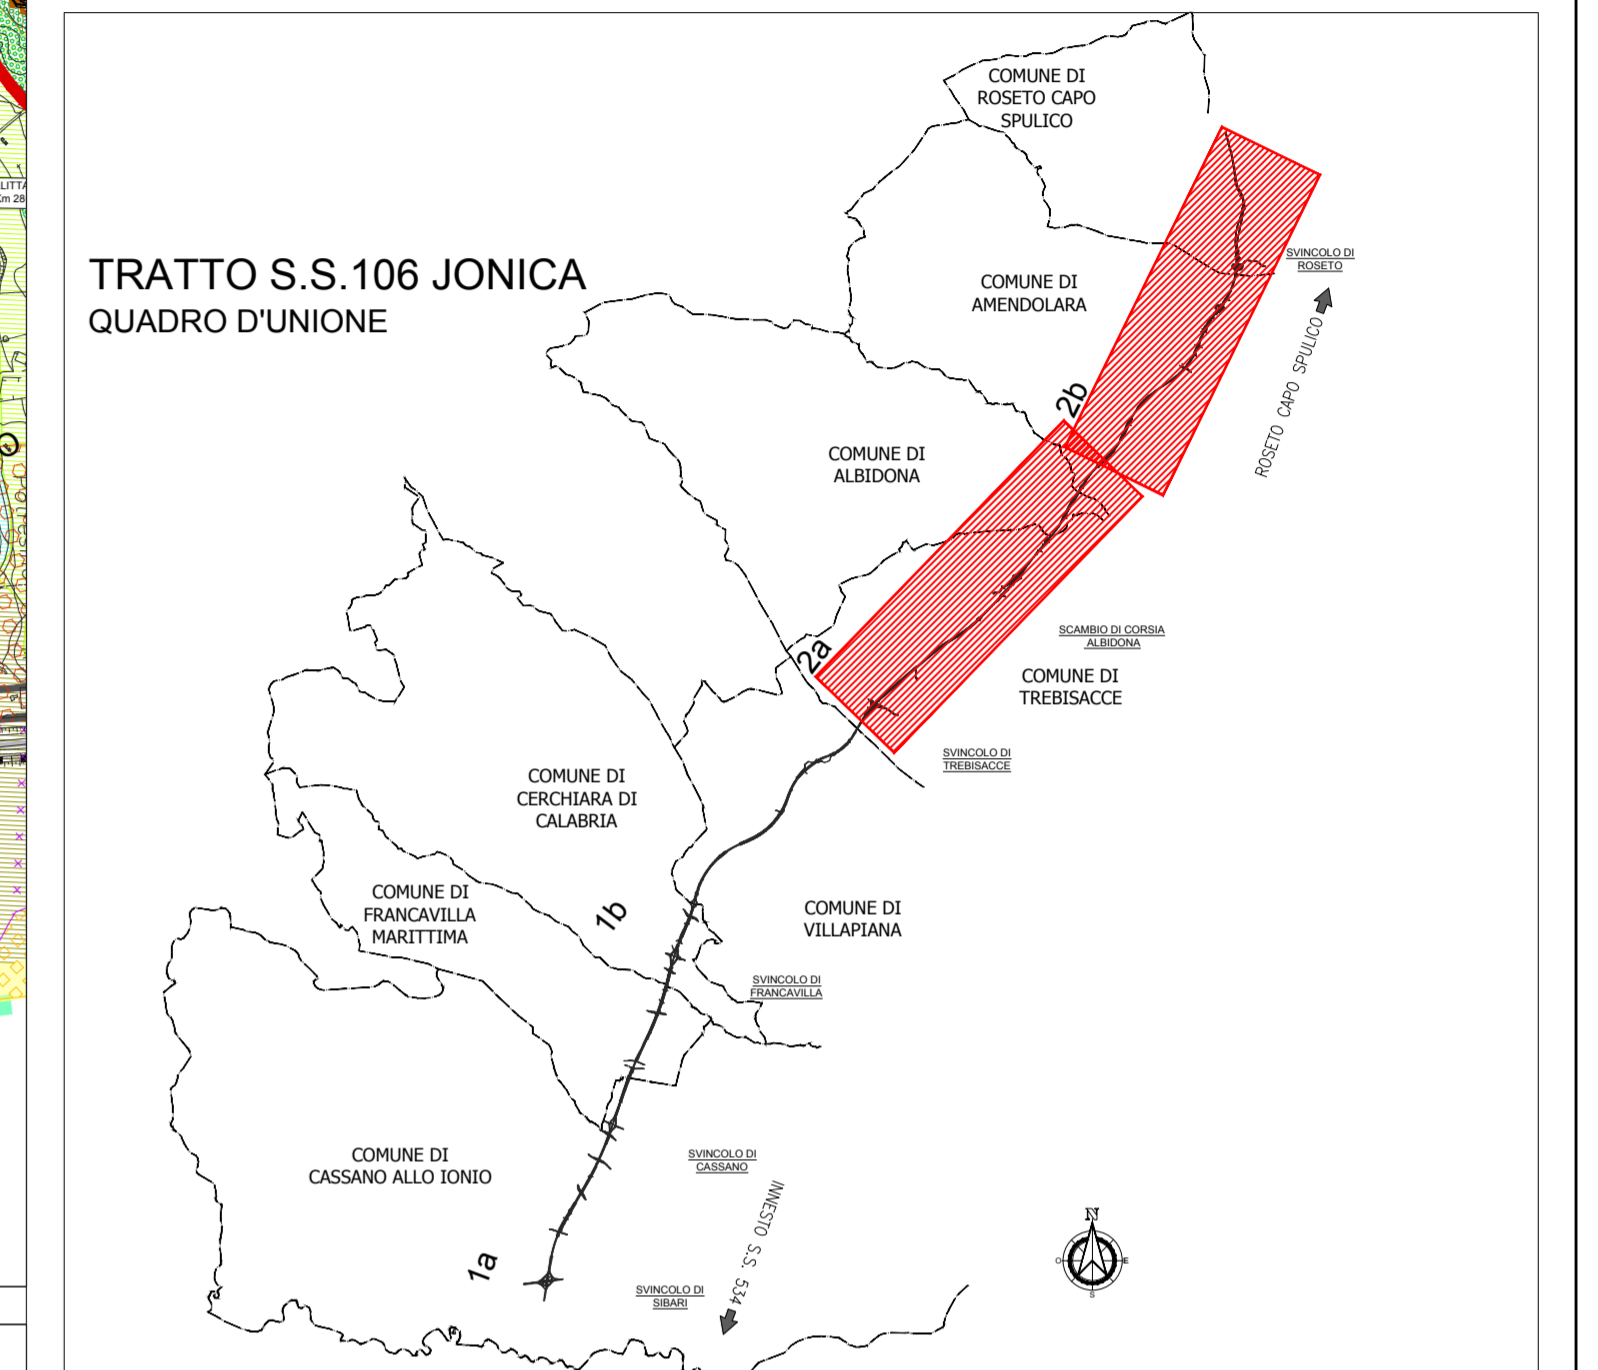 COMUNE DI
ROSETO CAPO
SPULICO
TRATTO S.S.106 JONICA
QUADRO D'UNIONE
COMUNE DI
AMENDOLARA
SVINCOLO DI
ROSETO
ROSETO CAPO SPULICO
2b
COMUNE DI
ALBIDONA
SCAMBIO DI CORSIA
ALBIDONA
2a
COMUNE DI
TREBISACCE
SVINCOLO DI
TREBISACCE
COMUNE DI
CERCHIARA DI
CALABRIA
COMUNE DI
FRANCAVILLA
MARITTIMA
1b
COMUNE DI
VILLAPIANA
SVINCOLO DI
FRANCAVILLA
COMUNE DI
CASSANO ALLO IONIO
SVINCOLO DI
CASSANO
INNESTO S.S. 534
1a
SVINCOLO DI
SIBARI
N
O
E
S